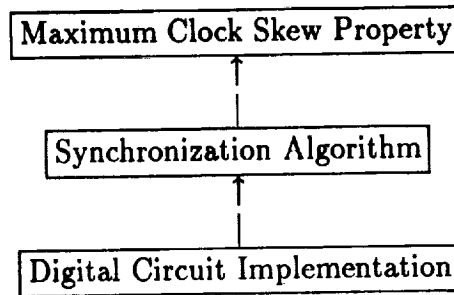 Maximum Clock Skew Property
Synchronization Algorithm
Digital Circuit Implementation